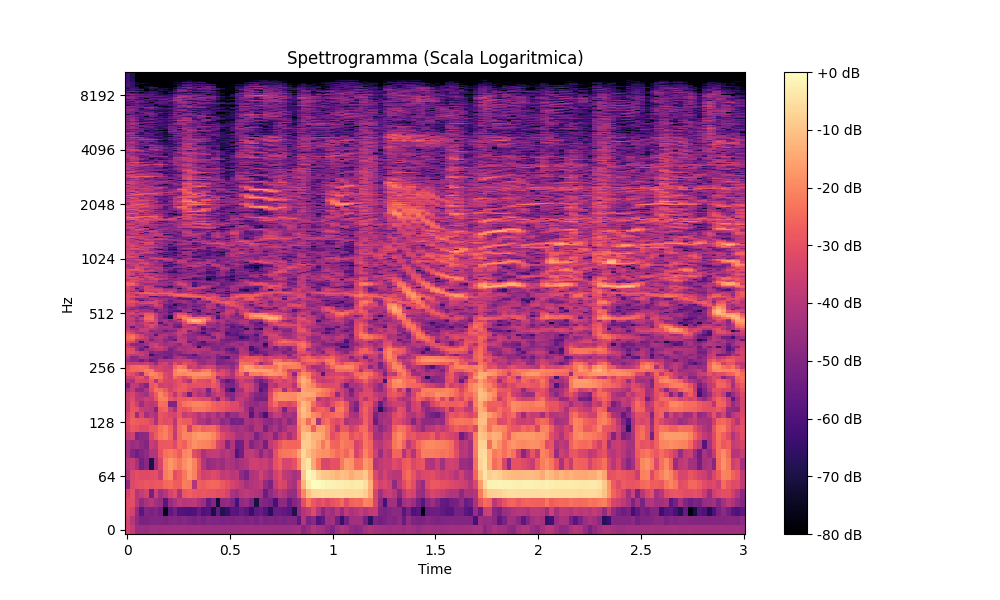 Spettrogramma (Scala Logaritmica)
Hz
8192
4096
2048
1024
512
256
128
64
0
0 0.5 1 1.5 2 2.5 3
Time
+0 dB
-10 dB
-20 dB
-30 dB
-40 dB
-50 dB
-60 dB
-70 dB
-80 dB